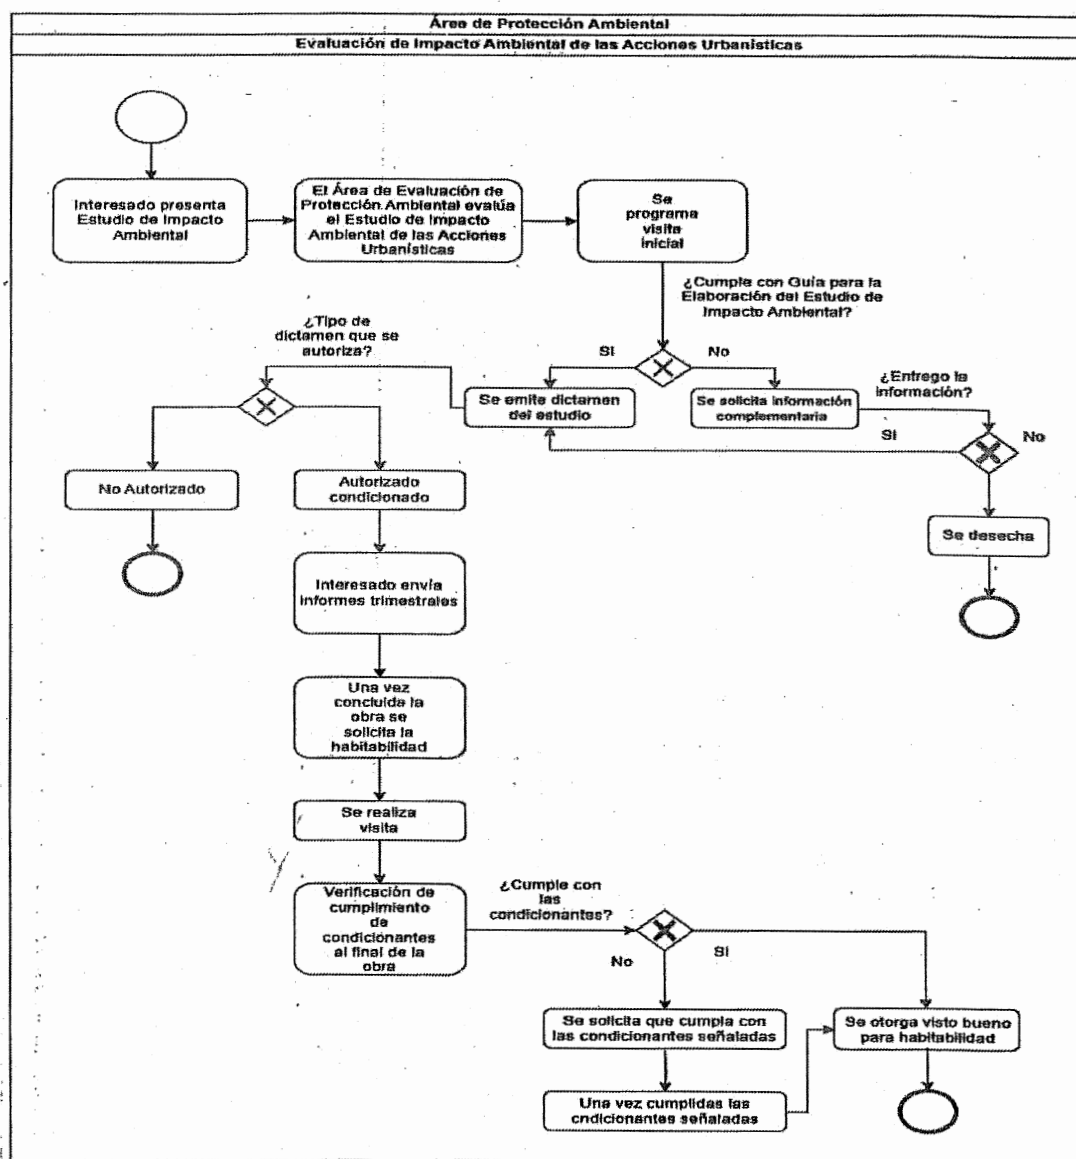 Área de Protección Ambiental
Evaluación de Impacto Ambiental de las Acciones Urbanísticas
Interesado presenta
Estudio de Impacto
Ambiental
El Área de Evaluación de
Protección Ambiental evalúa
el Estudio de Impacto
Ambiental de las Acciones
Urbanísticas
Se
programa
visita
inicial
¿Cumple con Guía para la
Elaboración del Estudio de
Impacto Ambiental?
Si
No
¿Tipo de
dictamen que se
autoriza?
Se emite dictamen
del estudio
Se solicita información
complementaria
¿Entrego la
información?
Si
No
No Autorizado
Autorizado
condicionado
Se desecha
Interesado envía
informes trimestrales
Una vez
concluida la
obra se
solicita la
habitabilidad
Se realiza
visita
Verificación de
cumplimiento
de
condicionantes
al final de la
obra
¿Cumple con
las
condicionantes?
No
Si
Se solicita que cumpla con
las condicionantes señaladas
Se otorga visto bueno
para habitabilidad
Una vez cumplidas las
cndicionantes señaladas